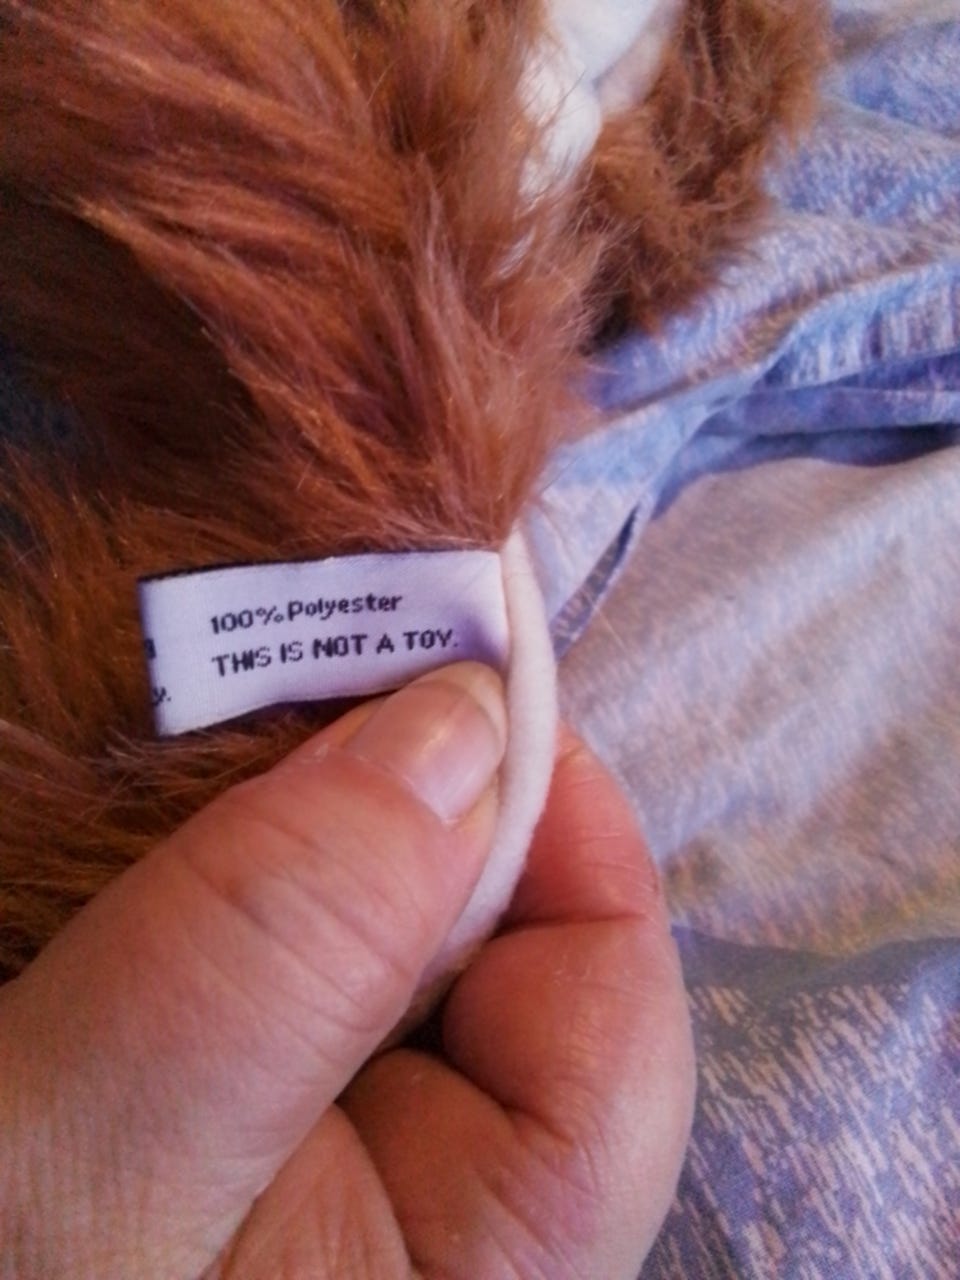 100% Polyester
THIS IS NOT A TOY.